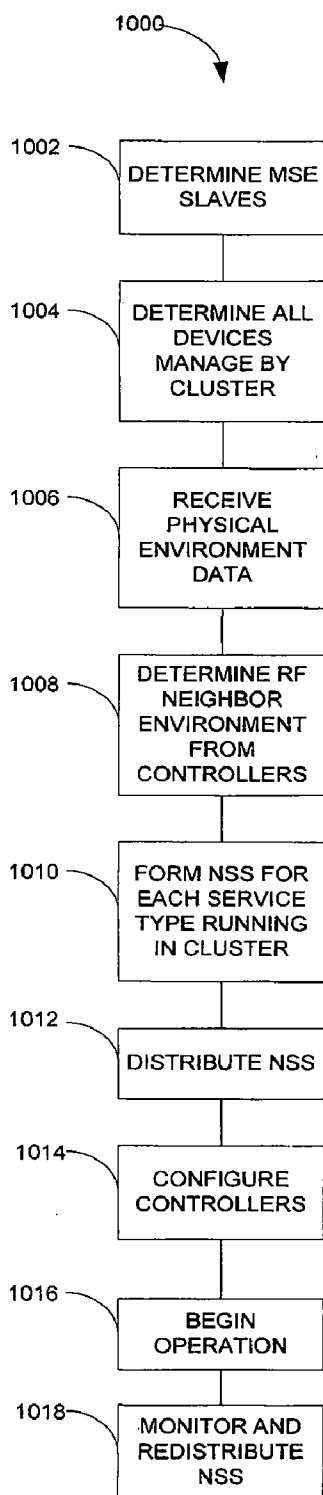 1000
1002
DETERMINE MSE
SLAVES
1004
DETERMINE ALL
DEVICES
MANAGE BY
CLUSTER
1006
RECEIVE
PHYSICAL
ENVIRONMENT
DATA
1008
DETERMINE RF
NEIGHBOR
ENVIRONMENT
FROM
CONTROLLERS
1010
FORM NSS FOR
EACH SERVICE
TYPE RUNNING
IN CLUSTER
1012
DISTRIBUTE NSS
1014
CONFIGURE
CONTROLLERS
1016
BEGIN
OPERATION
1018
MONITOR AND
REDISTRIBUTE
NSS